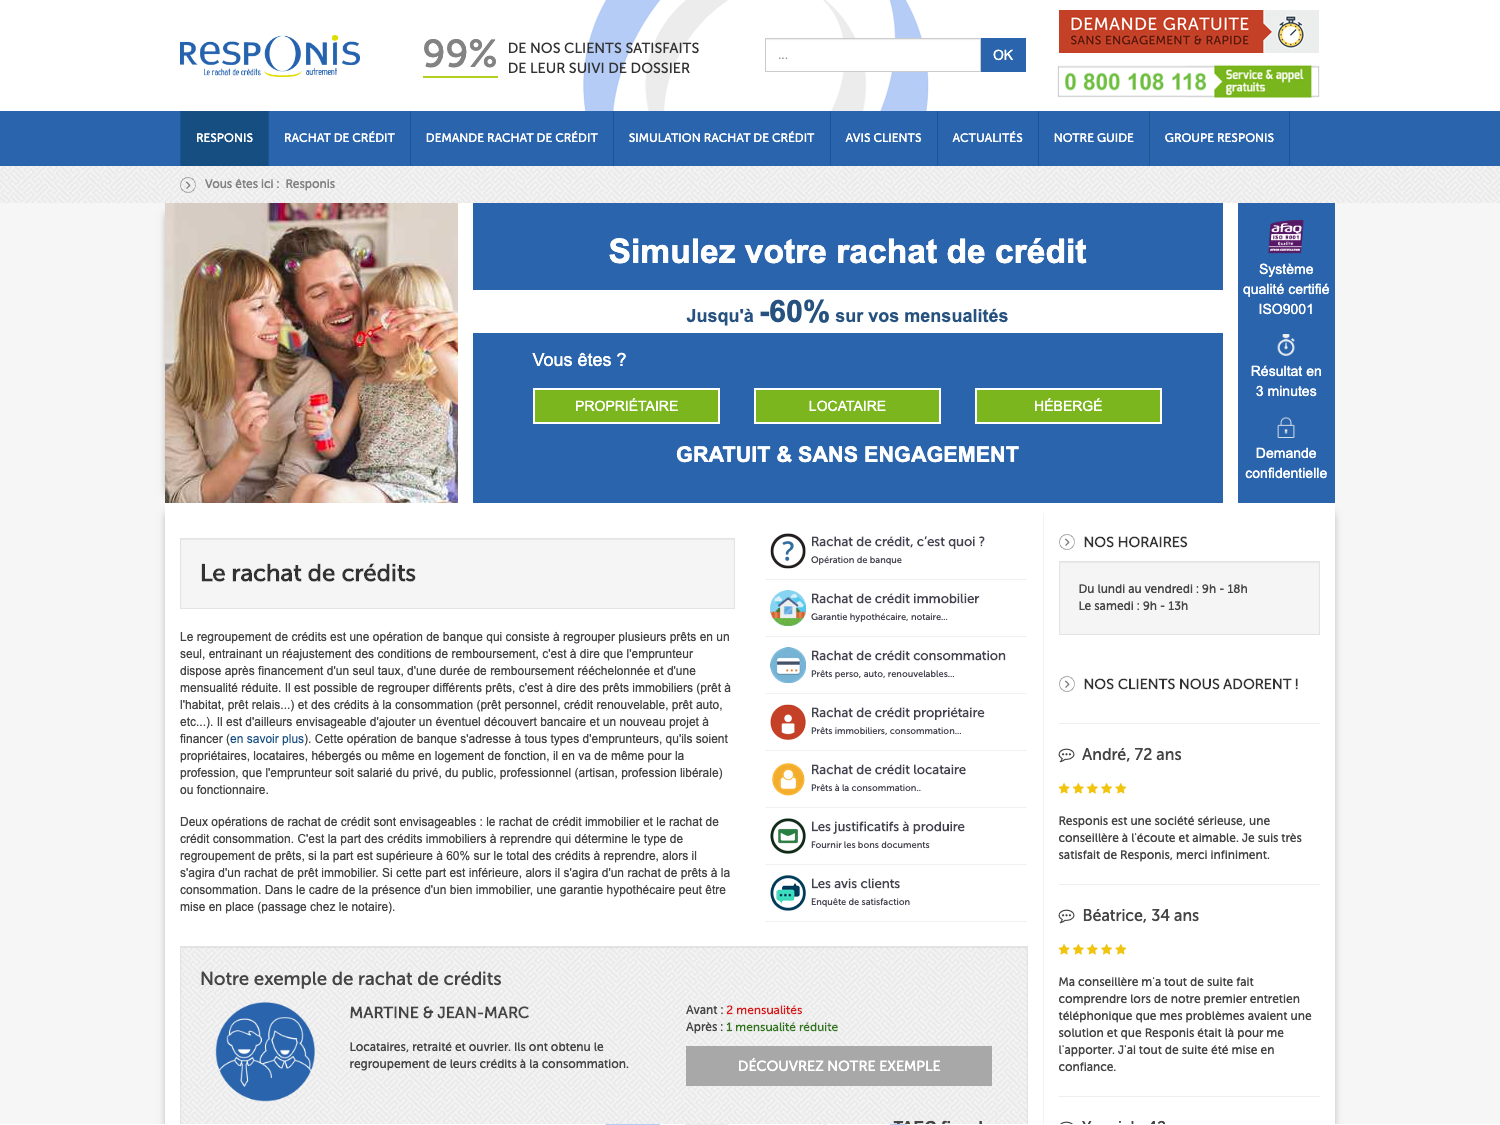 RESPONIS
Le rachat de crédits autrement
99%
DE NOS CLIENTS SATISFAITS
DE LEUR SUIVI DE DOSSIER
...
OK
DEMANDE GRATUITE
SANS ENGAGEMENT & RAPIDE
0 800 108 118
Service & appel
gratuits
RESPONIS
RACHAT DE CRÉDIT
DEMANDE RACHAT DE CRÉDIT
SIMULATION RACHAT DE CRÉDIT
AVIS CLIENTS
ACTUALITÉS
NOTRE GUIDE
GROUPE RESPONIS
Vous êtes ici : Responis
Simulez votre rachat de crédit
Jusqu'à -60% sur vos mensualités
Vous êtes ?
PROPRIÉTAIRE
LOCATAIRE
HÉBERGÉ
GRATUIT & SANS ENGAGEMENT
afaq
ISO 9001
Qualité
AFNOR CERTIFICATION
Système
qualité certifié
ISO9001
Résultat en
3 minutes
Demande
confidentielle
Le rachat de crédits
Le regroupement de crédits est une opération de banque qui consiste à regrouper plusieurs prêts en un
seul, entrainant un réajustement des conditions de remboursement, c'est à dire que l'emprunteur
dispose après financement d'un seul taux, d'une durée de remboursement rééchelonnée et d'une
mensualité réduite. Il est possible de regrouper différents prêts, c'est à dire des prêts immobiliers (prêt à
l'habitat, prêt relais...) et des crédits à la consommation (prêt personnel, crédit renouvelable, prêt auto,
etc...). Il est d'ailleurs envisageable d'ajouter un éventuel découvert bancaire et un nouveau projet à
financer (en savoir plus). Cette opération de banque s'adresse à tous types d'emprunteurs, qu'ils soient
propriétaires, locataires, hébergés ou même en logement de fonction, il en va de même pour la
profession, que l'emprunteur soit salarié du privé, du public, professionnel (artisan, profession libérale)
ou fonctionnaire.
Deux opérations de rachat de crédit sont envisageables : le rachat de crédit immobilier et le rachat de
crédit consommation. C'est la part des crédits immobiliers à reprendre qui détermine le type de
regroupement de prêts, si la part est supérieure à 60% sur le total des crédits à reprendre, alors il
s'agira d'un rachat de prêt immobilier. Si cette part est inférieure, alors il s'agira d'un rachat de prêts à la
consommation. Dans le cadre de la présence d'un bien immobilier, une garantie hypothécaire peut être
mise en place (passage chez le notaire).
Rachat de crédit, c'est quoi ?
Opération de banque
Rachat de crédit immobilier
Garantie hypothécaire, notaire...
Rachat de crédit consommation
Prêts perso, auto, renouvelables...
Rachat de crédit propriétaire
Prêts immobiliers, consommation...
Rachat de crédit locataire
Prêts à la consommation..
Les justificatifs à produire
Fournir les bons documents
Les avis clients
Enquête de satisfaction
NOS HORAIRES
Du lundi au vendredi : 9h - 18h
Le samedi : 9h - 13h
NOS CLIENTS NOUS ADORENT !
André, 72 ans
Responis est une société sérieuse, une
conseillère à l'écoute et aimable. Je suis très
satisfait de Responis, merci infiniment.
Béatrice, 34 ans
Ma conseillère m'a tout de suite fait
comprendre lors de notre premier entretien
téléphonique que mes problèmes avaient une
solution et que Responis était là pour me
l'apporter. J'ai tout de suite été mise en
confiance.
Notre exemple de rachat de crédits
MARTINE & JEAN-MARC
Locataires, retraité et ouvrier. Ils ont obtenu le
regroupement de leurs crédits à la consommation.
Avant : 2 mensualités
Après : 1 mensualité réduite
DÉCOUVREZ NOTRE EXEMPLE